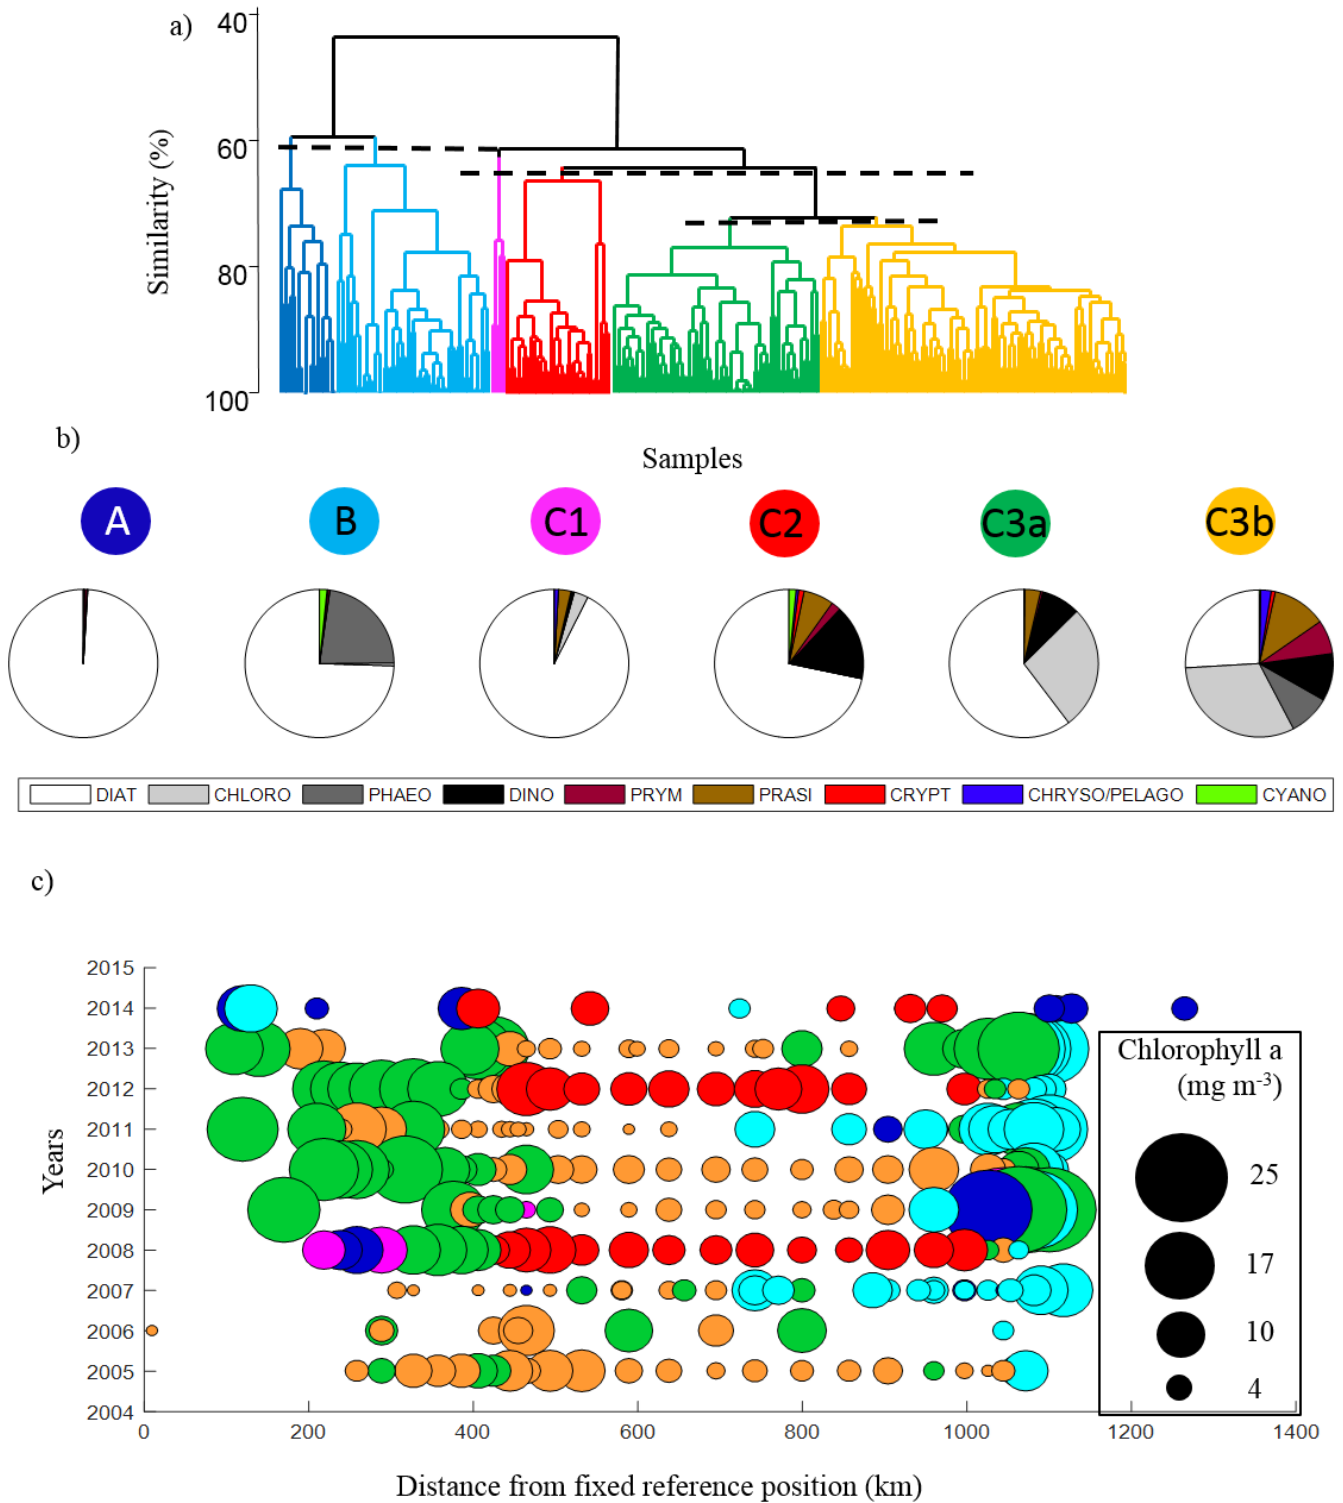 a)
40
60
80
100
Similarity (%)
Samples
b)
A B C1 C2 C3a C3b
DIAT CHLORO PHAEO DINO PRYM PRASI CRYPT CHRYSO/PELAGO CYANO
c)
Years
2015
2014
2013
2012
2011
2010
2009
2008
2007
2006
2005
2004
Chlorophyll a
(mg m-3)
25
17
10
4
0 200 400 600 800 1000 1200 1400
Distance from fixed reference position (km)